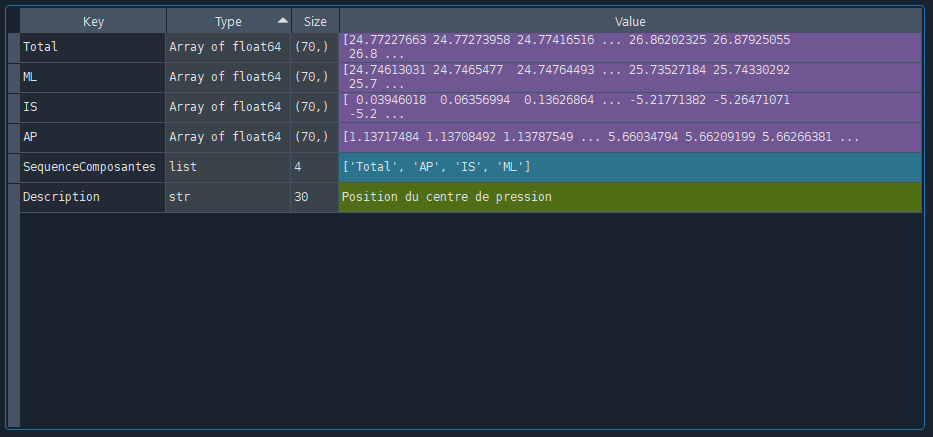 Key Type Size Value
Total Array of float64 (70,) [24.77227663 24.77273958 24.77416516 ... 26.86202325 26.87925055
26.8 ...
ML Array of float64 (70,) [24.74613031 24.7465477 24.74764493 ... 25.73527184 25.74330292
25.7 ...
IS Array of float64 (70,) [ 0.03946018 0.06356994 0.13626864 ... -5.21771382 -5.26471071
-5.2 ...
AP Array of float64 (70,) [1.13717484 1.13708492 1.13787549 ... 5.66034794 5.66209199 5.66266381 ...
SequenceComposantes list 4 ['Total', 'AP', 'IS', 'ML']
Description str 30 Position du centre de pression